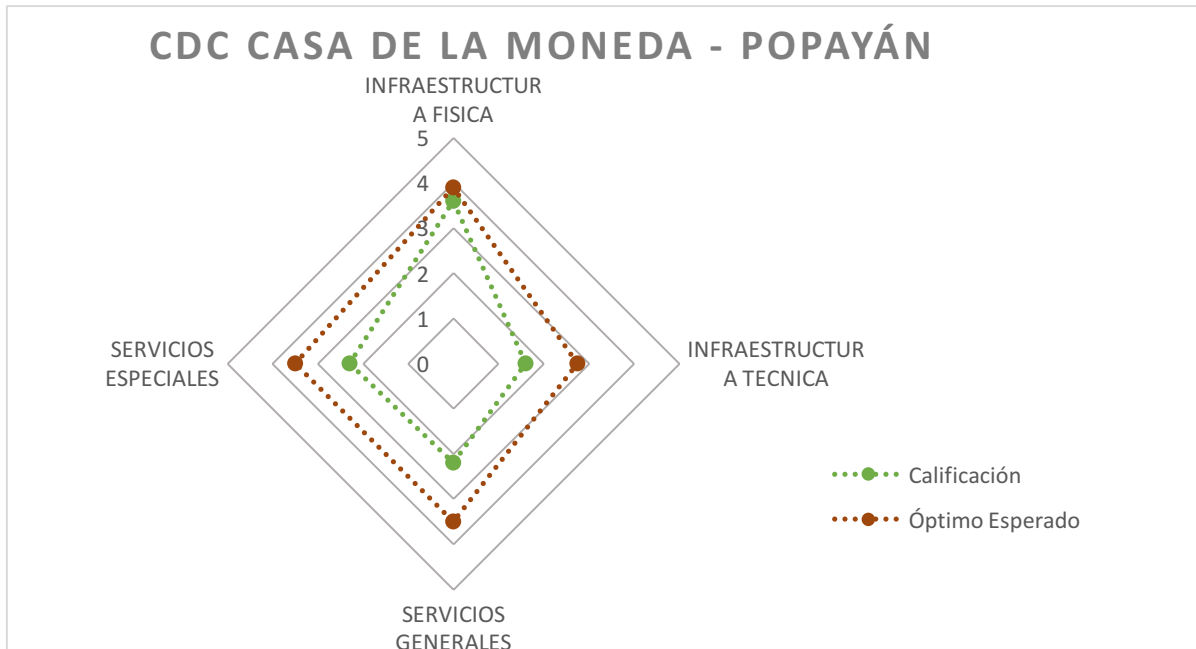 CDC CASA DE LA MONEDA - POPAYÁN
INFRAESTRUCTUR
A FISICA
5
4
3
2
1
0
SERVICIOS
ESPECIALES
INFRAESTRUCTUR
A TECNICA
Calificación
Óptimo Esperado
SERVICIOS
GENERALES